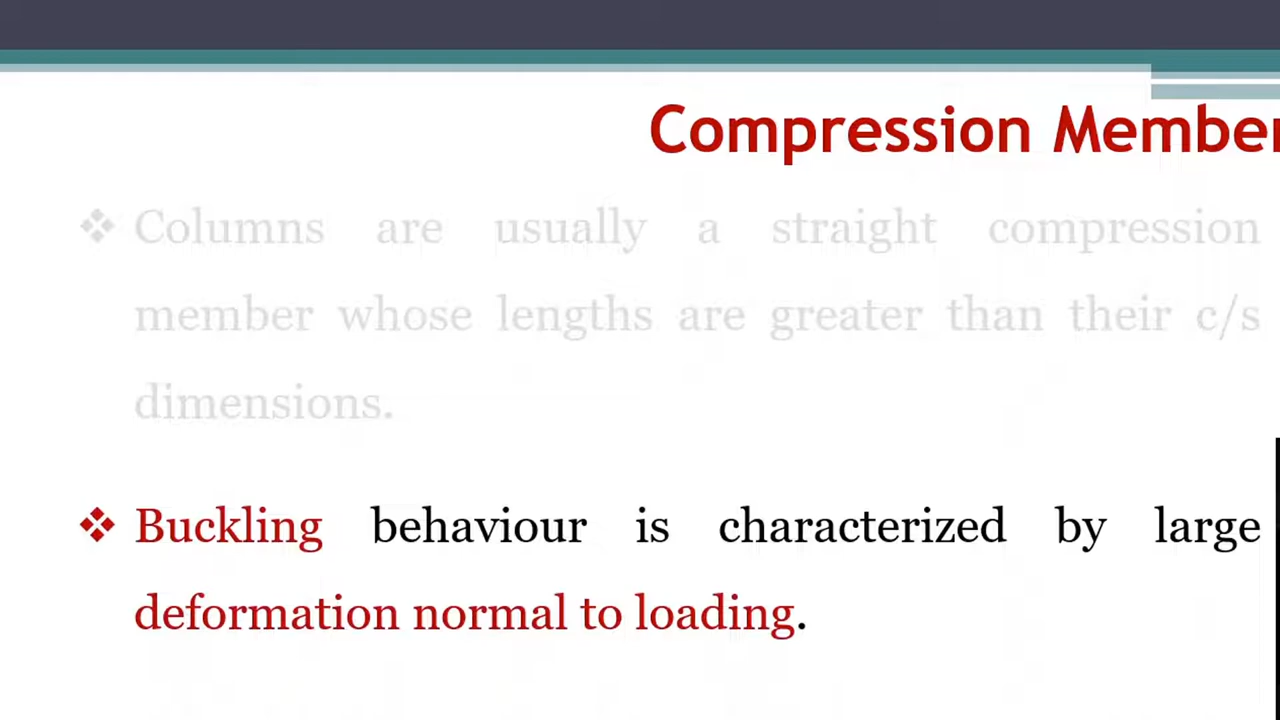 Compression Member
❖ Columns are usually a straight compression
member whose lengths are greater than their c/s
dimensions.
❖ Buckling behaviour is characterized by large
deformation normal to loading.